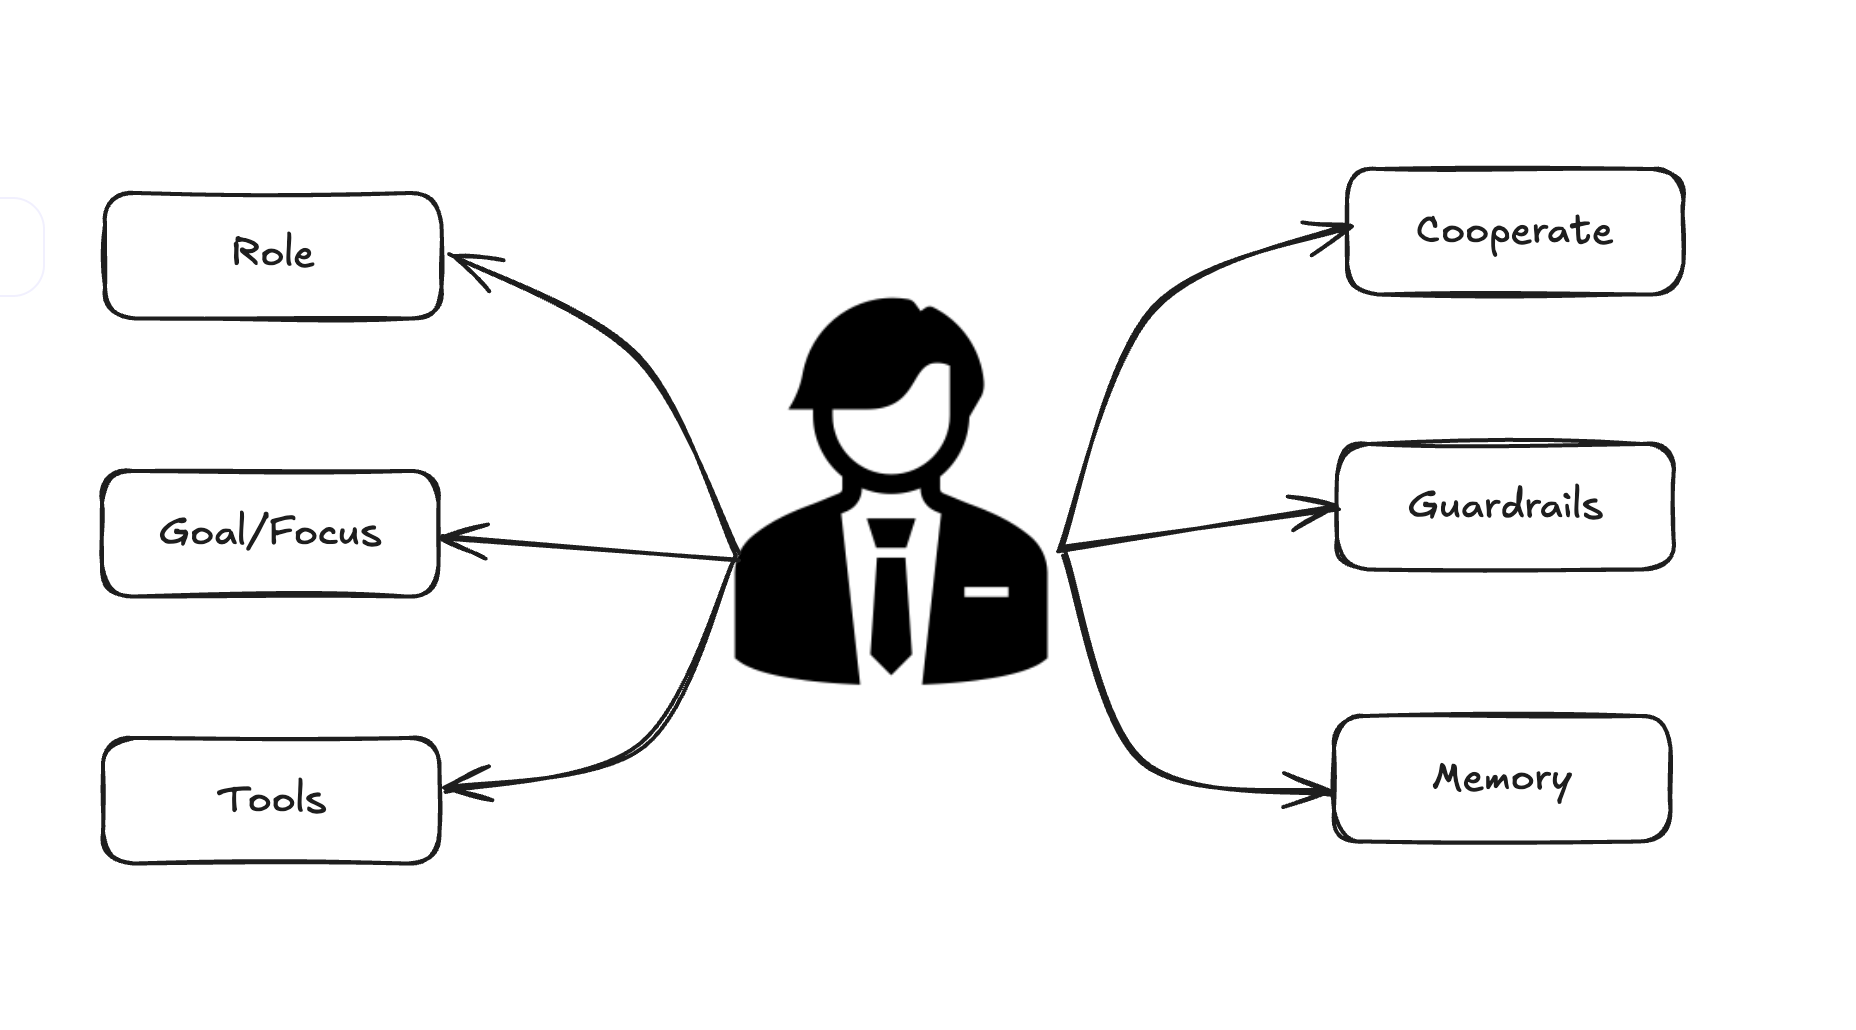 Role
Goal/Focus
Tools
Cooperate
Guardrails
Memory